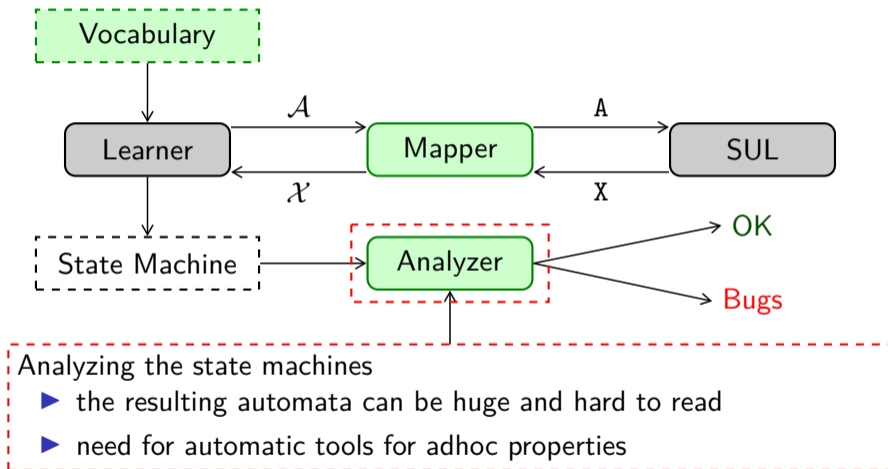 Vocabulary
𝒜
A
Learner
Mapper
SUL
𝒳
X
State Machine
Analyzer
OK
Bugs
Analyzing the state machines
the resulting automata can be huge and hard to read
need for automatic tools for adhoc properties